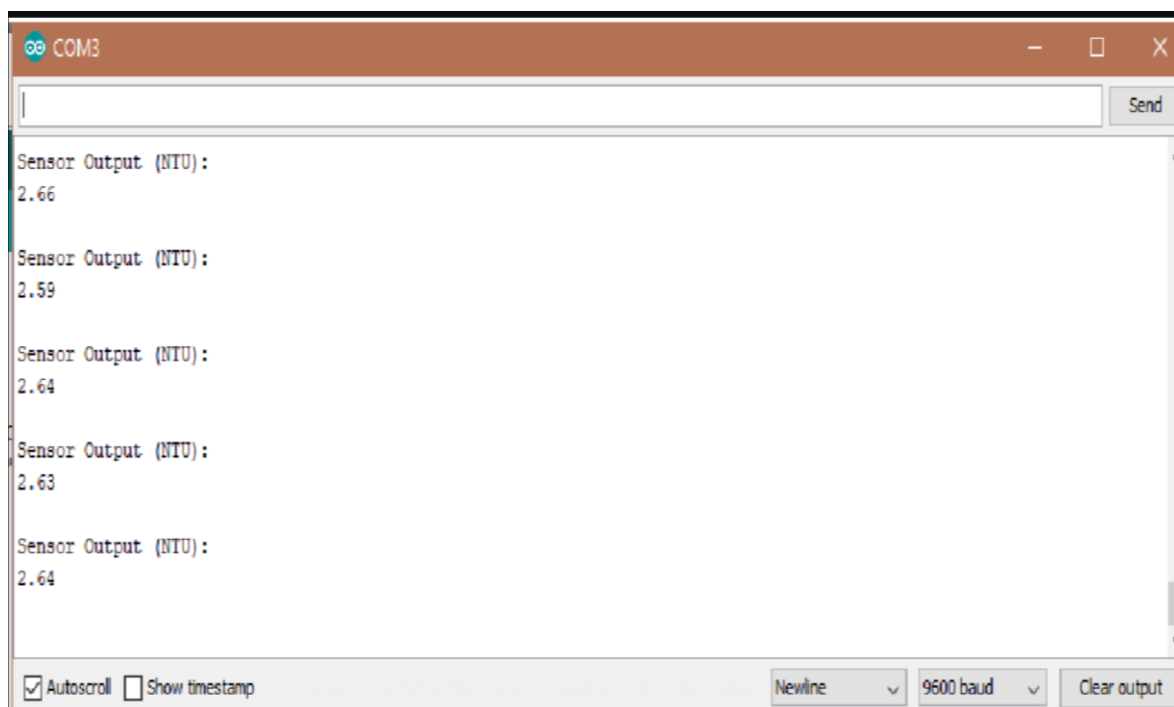 COM3
Send
Sensor Output (NTU):
2.66
Sensor Output (NTU):
2.59
Sensor Output (NTU):
2.64
Sensor Output (NTU):
2.63
Sensor Output (NTU):
2.64
Autoscroll Show timestamp Newline 9600 baud Clear output